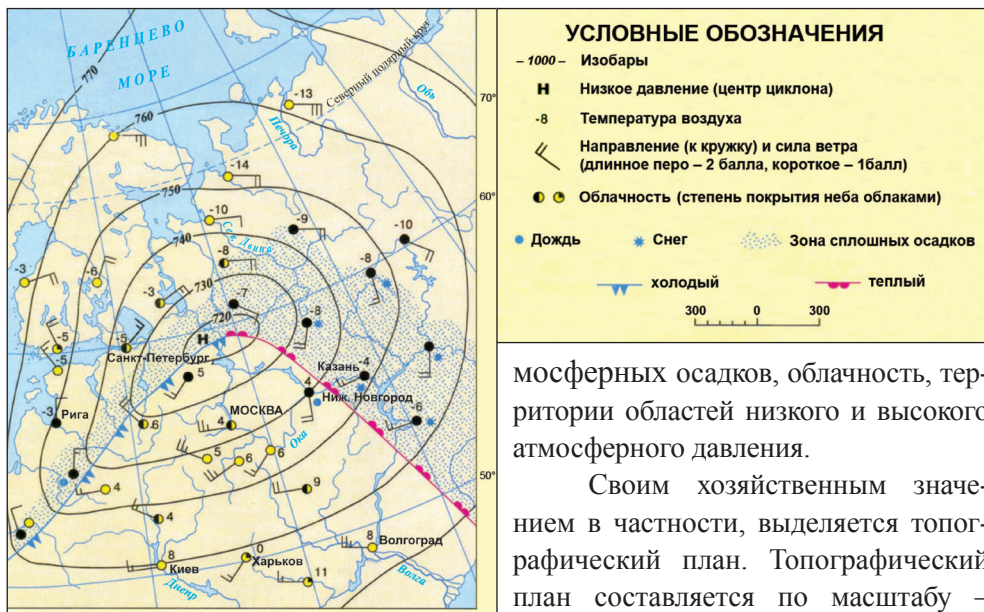 БАРЕНЦЕВО
МОРЕ
Северный полярный круг
Обь
Печора
Сев. Двина
770
760
750
740
730
720
70°
60°
50°
-13
-14
-10
-9
-10
-8
-8
-3
-6
-3
-7
-8
-5
-5
Санкт-Петербург
Н
5
Казань
-4
4
Ниж. Новгород
-3
Рига
6
МОСКВА
4
-6
Ока
5
6
6
4
9
4
8
Киев
0
Харьков
8
Волгоград
11
Днепр
Волга
УСЛОВНЫЕ ОБОЗНАЧЕНИЯ
– 1000 – Изобары
Н Низкое давление (центр циклона)
-8 Температура воздуха
Направление (к кружку) и сила ветра
(длинное перо – 2 балла, короткое – 1балл)
Облачность (степень покрытия неба облаками)
Дождь Снег Зона сплошных осадков
холодый теплый
300 0 300
мосферных осадков, облачность, тер-
ритории областей низкого и высокого
атмосферного давления.
Своим хозяйственным значе-
нием в частности, выделяется топог-
рафический план. Топографический
план составляется по масштабу –